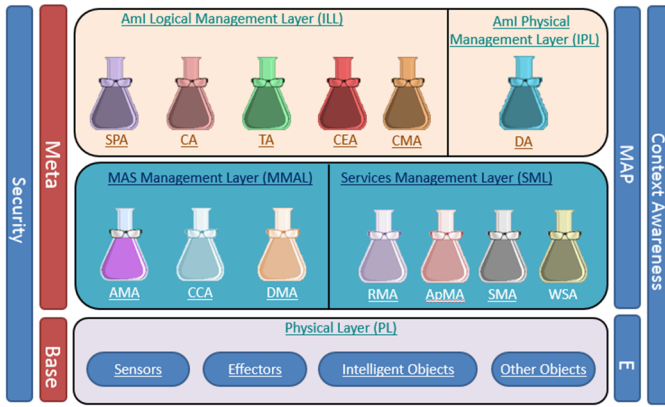 Security
Meta
Base
AmI Logical Management Layer (ILL)
SPA
CA
TA
CEA
CMA
AmI Physical
Management Layer (IPL)
DA
MAS Management Layer (MMAL)
AMA
CCA
DMA
Services Management Layer (SML)
RMA
ApMA
SMA
WSA
Physical Layer (PL)
Sensors
Effectors
Intelligent Objects
Other Objects
MAP
E
Context Awareness